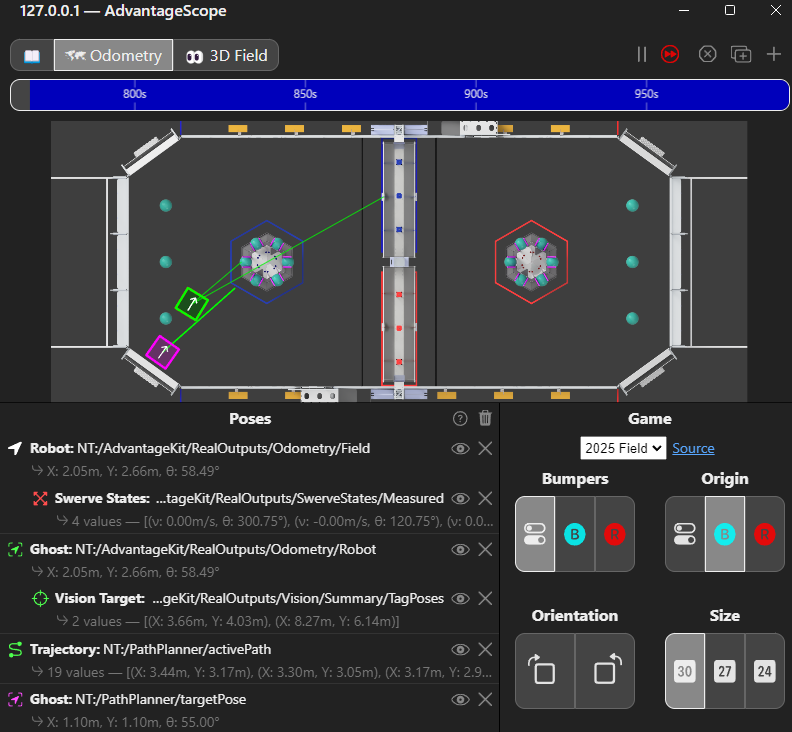 127.0.0.1 — AdvantageScope
Odometry
3D Field
800s
850s
900s
950s
Poses
?
Robot: NT:/AdvantageKit/RealOutputs/Odometry/Field
X: 2.05m, Y: 2.66m, θ: 58.49°
Swerve States: ...tageKit/RealOutputs/SwerveStates/Measured
4 values — [(v: 0.00m/s, θ: 300.75°), (v: -0.00m/s, θ: 120.75°), (v: 0.0...
Ghost: NT:/AdvantageKit/RealOutputs/Odometry/Robot
X: 2.05m, Y: 2.66m, θ: 58.49°
Vision Target: ...geKit/RealOutputs/Vision/Summary/TagPoses
2 values — [(X: 3.66m, Y: 4.03m), (X: 8.27m, Y: 6.14m)]
Trajectory: NT:/PathPlanner/activePath
19 values — [(X: 3.44m, Y: 3.17m), (X: 3.30m, Y: 3.05m), (X: 3.17m, Y: 2.9...
Ghost: NT:/PathPlanner/targetPose
X: 1.10m, Y: 1.10m, θ: 55.00°
Game
2025 Field Source
Bumpers
B R
Origin
B R
Orientation
Size
30 27 24